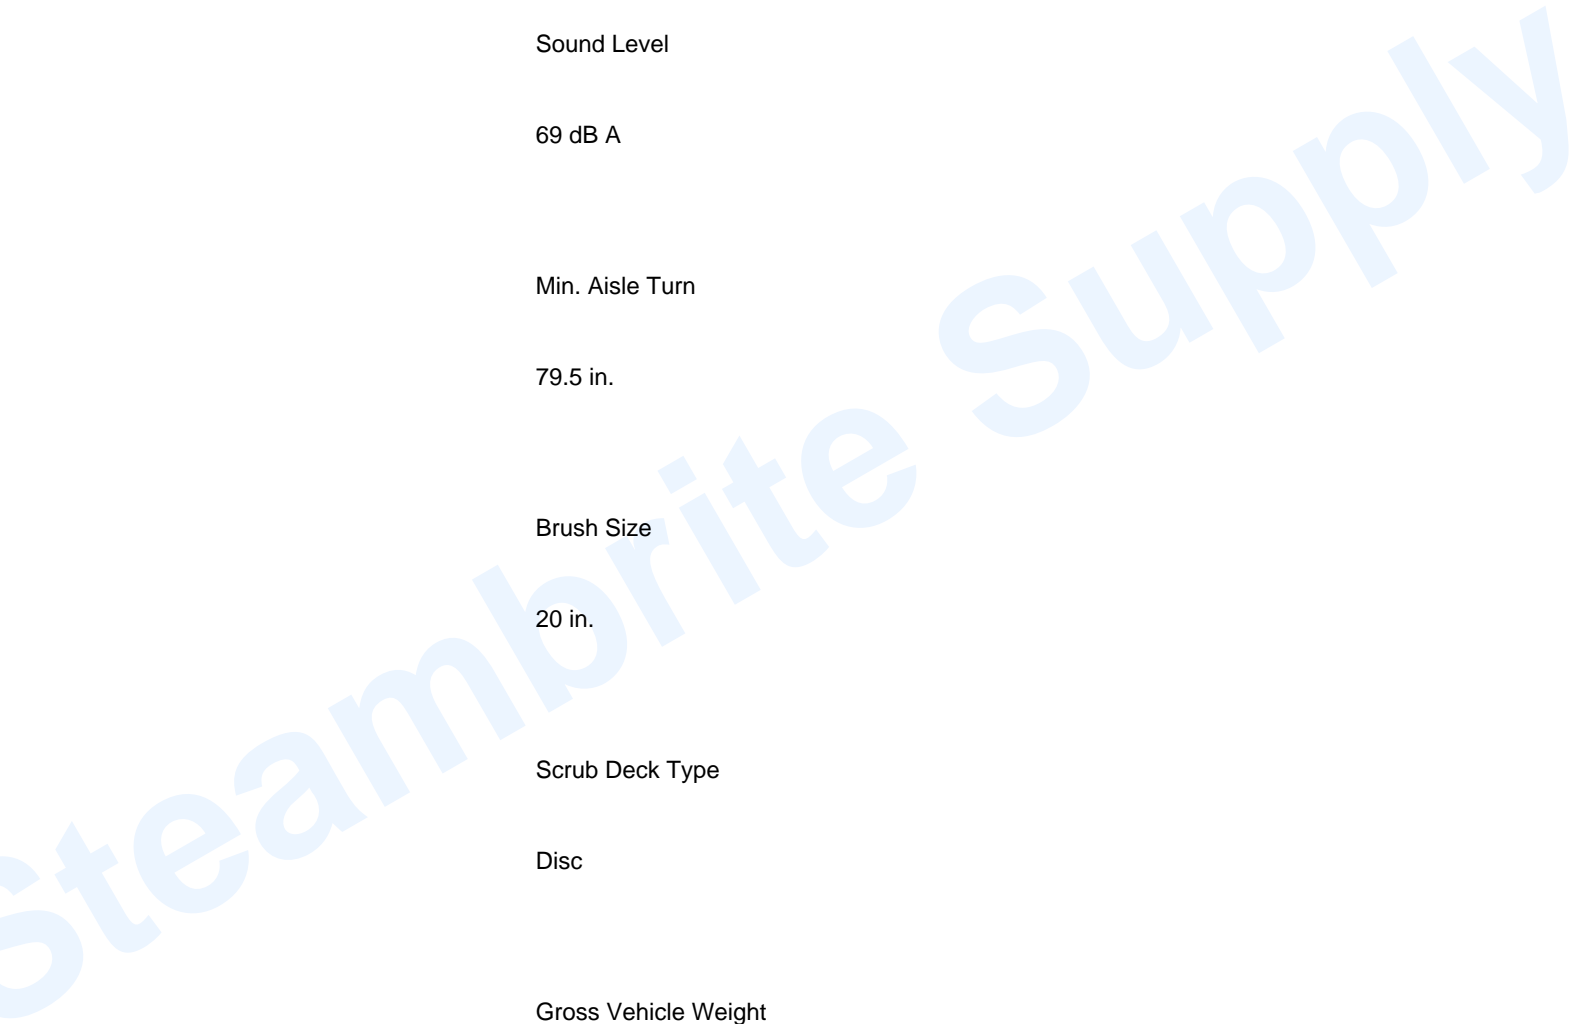 Sound Level
69 dB A
Min. Aisle Turn
79.5 in.
Brush Size
20 in.
Scrub Deck Type
Disc
Gross Vehicle Weight
Steambrite Supply